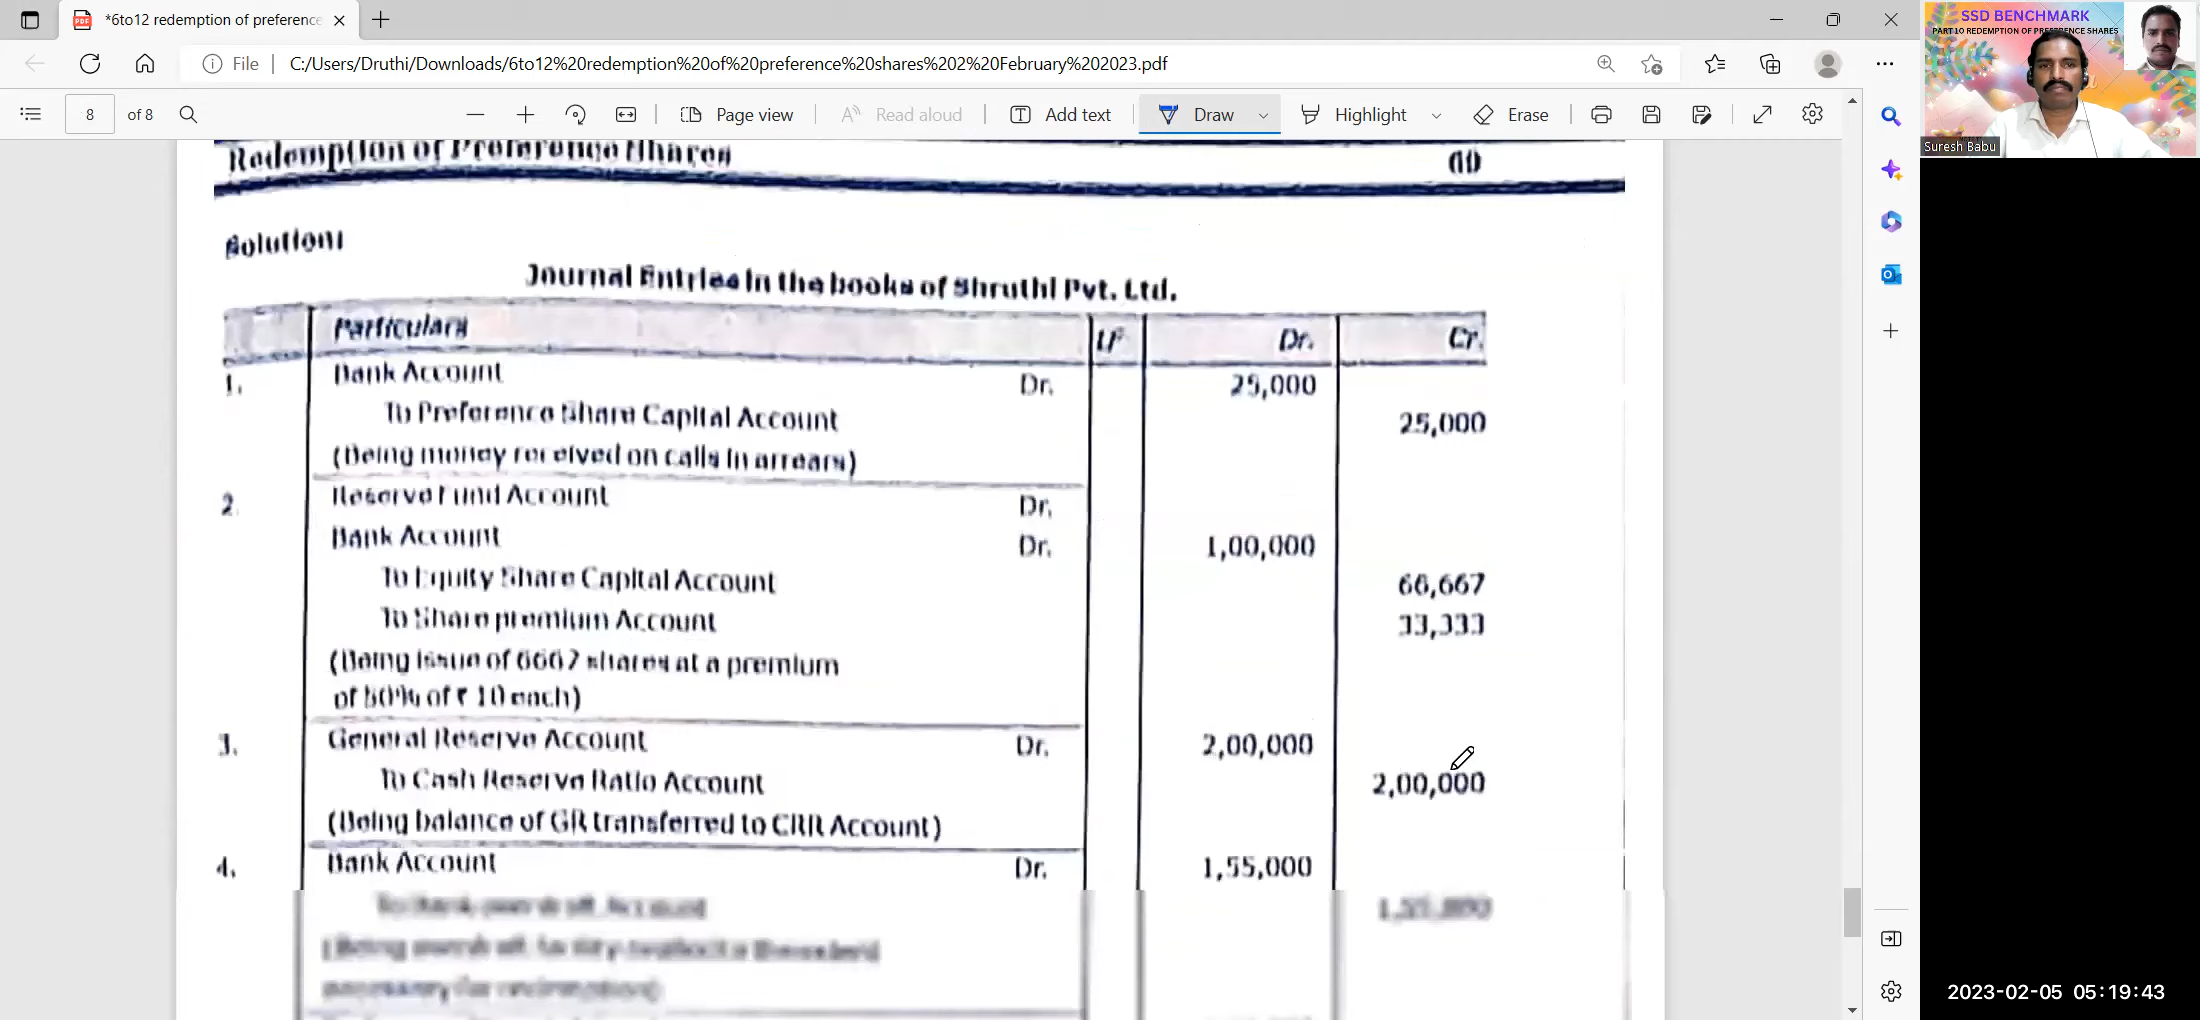 *6to12 redemption of preference
File
C:/Users/Druthi/Downloads/6to12%20redemption%20of%20preference%20shares%202%20February%202023.pdf
8 of 8
Page view
Read aloud
Add text
Draw
Highlight
Erase
SSD BENCHMARK
PART10 REDEMPTION OF PREFERENCE SHARES
Suresh Babu
Redemption of Preference Shares
Solution:
Journal Entries in the books of Shruthi Pvt. Ltd.
Particulars LF Dr. Cr.
1. Bank Account Dr. 25,000
To Preference Share Capital Account 25,000
(Being money received on calls in arrears)
2. Reserve Fund Account Dr.
Bank Account Dr. 1,00,000
To Equity Share Capital Account 66,667
To Share premium Account 33,333
(Being issue of 6667 shares at a premium
of 50% of ₹ 10 each)
3. General Reserve Account Dr. 2,00,000
To Cash Reserve Ratio Account 2,00,000
(Being balance of GR transferred to CRR Account)
4. Bank Account Dr. 1,55,000
2023-02-05 05:19:43